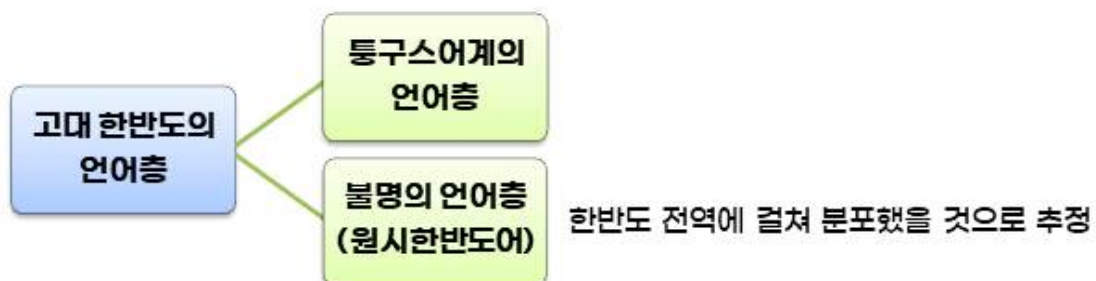 고대 한반도의
언어층
퉁구스어계의
언어층
불명의 언어층
(원시한반도어)
한반도 전역에 걸쳐 분포했을 것으로 추정